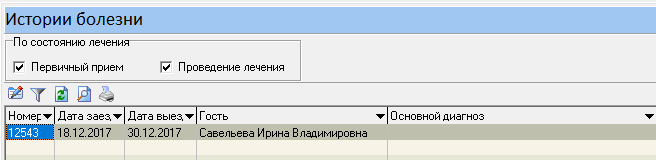 Истории болезни
По состоянию лечения
Первичный прием Проведение лечения
Номер Дата заез, Дата выез, Гость Основной диагноз
12543 18.12.2017 30.12.2017 Савельева Ирина Владимировна